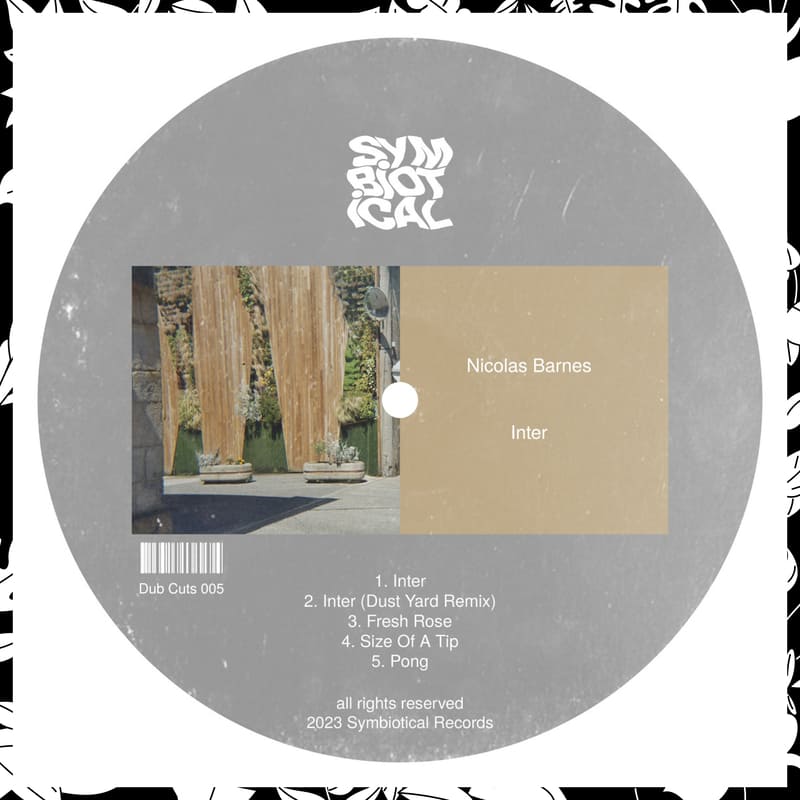 SYM
BIOT
ICAL
Nicolas Barnes
Inter
Dub Cuts 005
1. Inter
2. Inter (Dust Yard Remix)
3. Fresh Rose
4. Size Of A Tip
5. Pong
all rights reserved
2023 Symbiotical Records